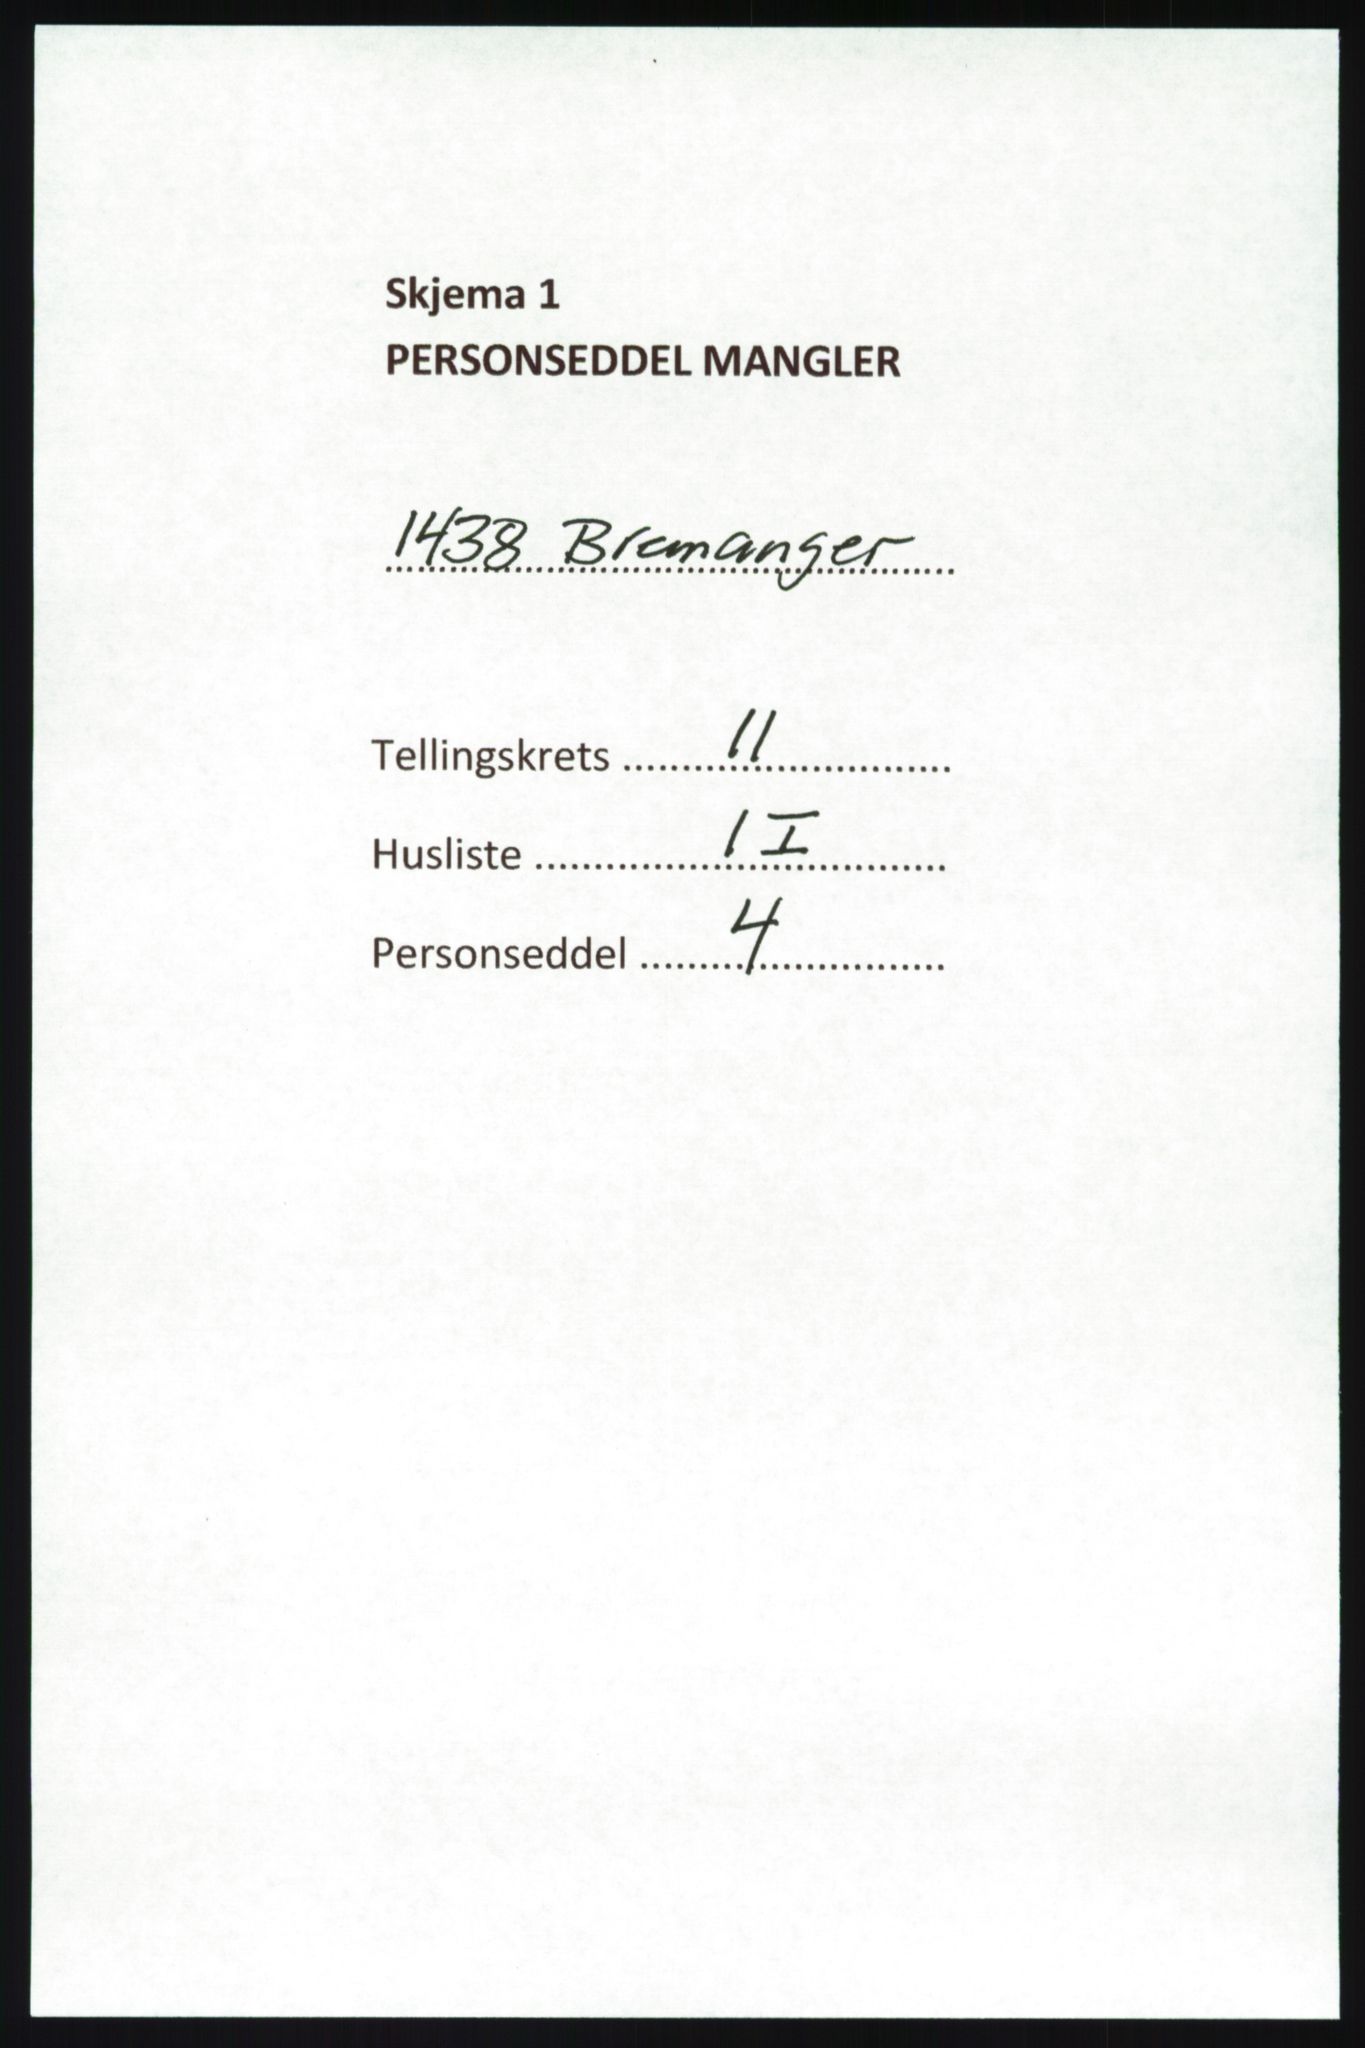 Skjema 1
PERSONSEDDEL MANGLER
1438 Bremanger
Tellingskrets 11
Husliste 1 I
Personseddel 4